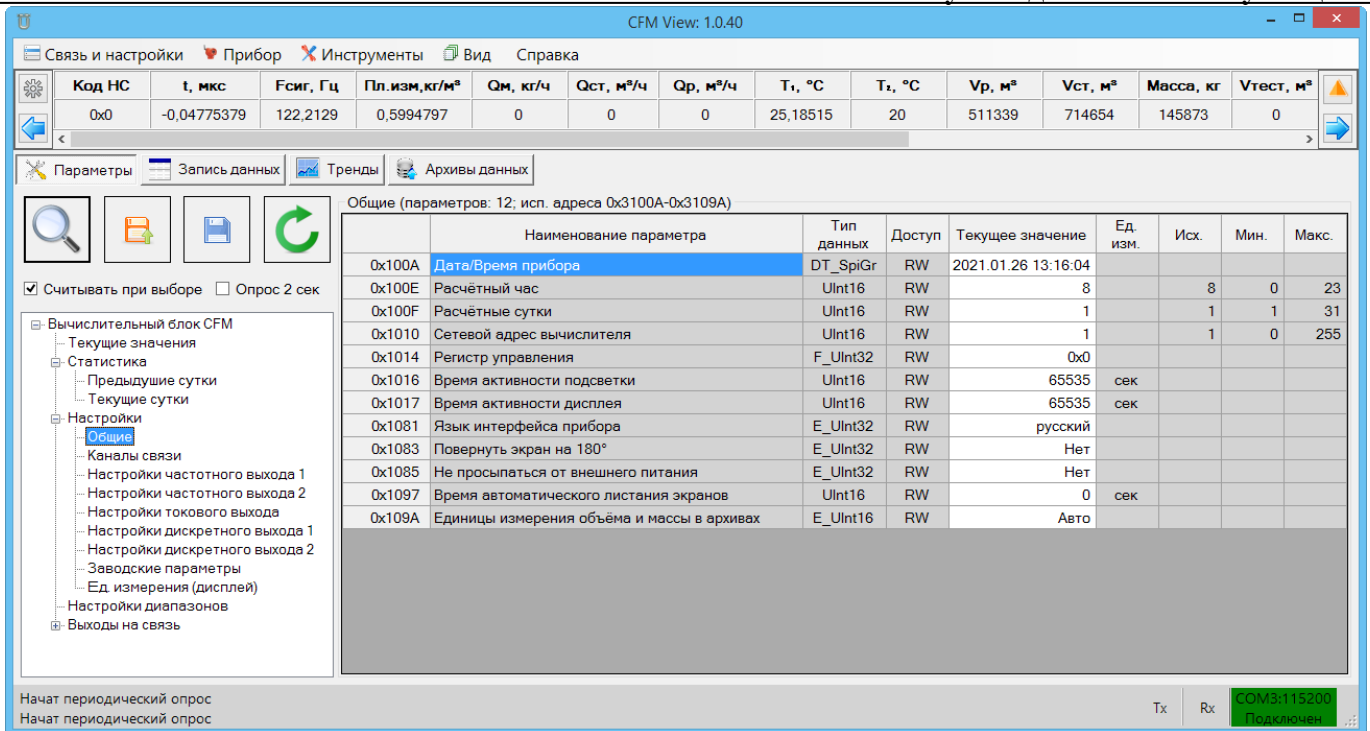 CFM View: 1.0.40
Связь и настройки Прибор Инструменты Вид Справка
Код НС t, мкс Fсиг, Гц Пл.изм,кг/м³ Qм, кг/ч Qст, м³/ч Qр, м³/ч T₁, °C T₂, °C Vр, м³ Vст, м³ Масса, кг Vтест, м³
0x0 -0,04775379 122,2129 0,5994797 0 0 0 25,18515 20 511339 714654 145873 0
Параметры Запись данных Тренды Архивы данных
Общие (параметров: 12; исп. адреса 0x3100A-0x3109A)
Наименование параметра Тип данных Доступ Текущее значение Ед. изм. Исх. Мин. Макс.
0x100A Дата/Время прибора DT_SpiGr RW 2021.01.26 13:16:04
0x100E Расчётный час UInt16 RW 8 8 0 23
0x100F Расчётные сутки UInt16 RW 1 1 1 31
0x1010 Сетевой адрес вычислителя UInt16 RW 1 1 0 255
0x1014 Регистр управления F_UInt32 RW 0x0
0x1016 Время активности подсветки UInt16 RW 65535 сек
0x1017 Время активности дисплея UInt16 RW 65535 сек
0x1081 Язык интерфейса прибора E_UInt32 RW русский
0x1083 Повернуть экран на 180° E_UInt32 RW Нет
0x1085 Не просыпаться от внешнего питания E_UInt32 RW Нет
0x1097 Время автоматического листания экранов UInt16 RW 0 сек
0x109A Единицы измерения объёма и массы в архивах E_UInt16 RW Авто
Считывать при выборе Опрос 2 сек
Вычислительный блок CFM
Текущие значения
Статистика
Предыдушие сутки
Текущие сутки
Настройки
Общие
Каналы связи
Настройки частотного выхода 1
Настройки частотного выхода 2
Настройки токового выхода
Настройки дискретного выхода 1
Настройки дискретного выхода 2
Заводские параметры
Ед. измерения (дисплей)
Настройки диапазонов
Выходы на связь
Начат периодический опрос
Начат периодический опрос
Tx Rx
COM3:115200
Подключен